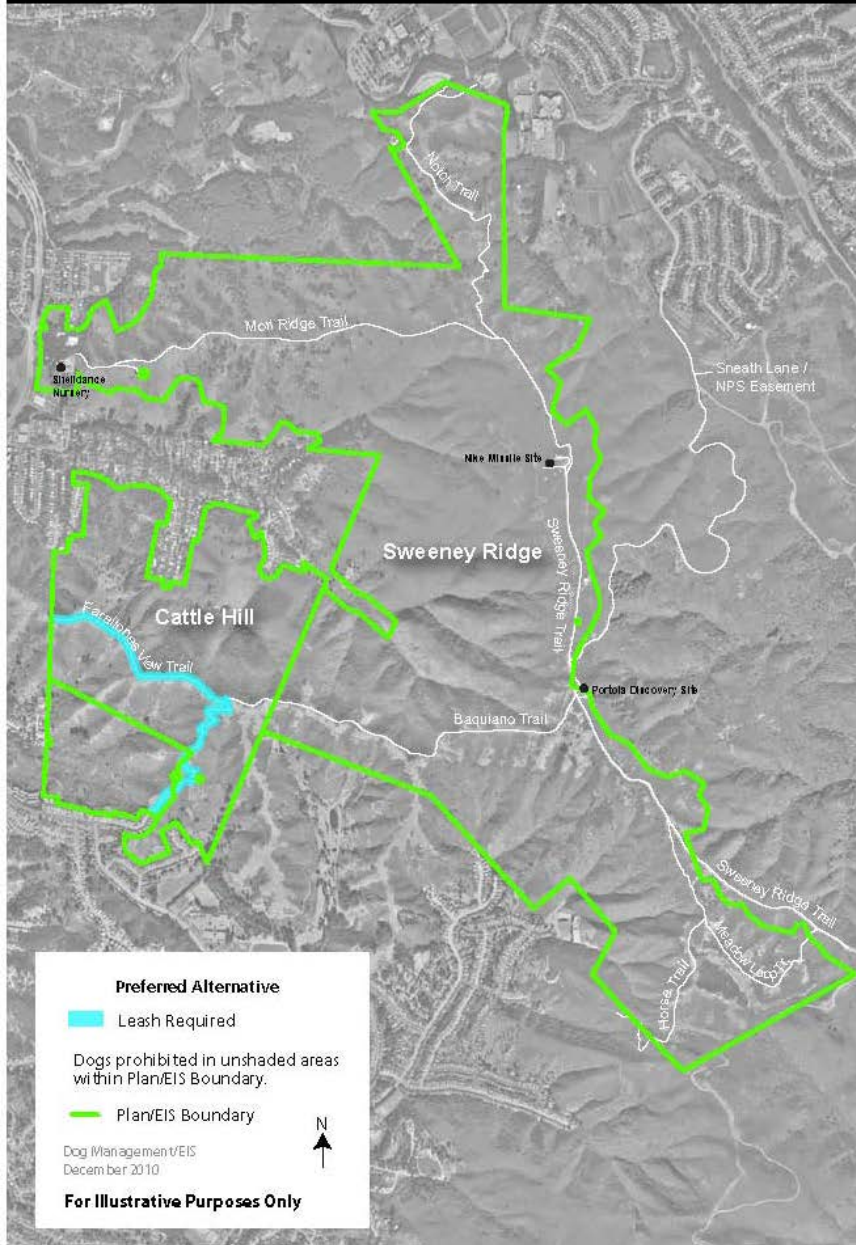 Notch Trail
Mori Ridge Trail
Shelldance
Nursery
Sneath Lane /
NPS Easement
Nike Missile Site
Sweeney Ridge Trail
Sweeney Ridge
Cattle Hill
Farallones View Trail
Portola Discovery Site
Baquiano Trail
Sweeney Ridge Trail
Meadow Loop Tr.
Horse Trail
Preferred Alternative
Leash Required
Dogs prohibited in unshaded areas
within Plan/EIS Boundary.
Plan/EIS Boundary
N
Dog Management/EIS
December 2010
For Illustrative Purposes Only